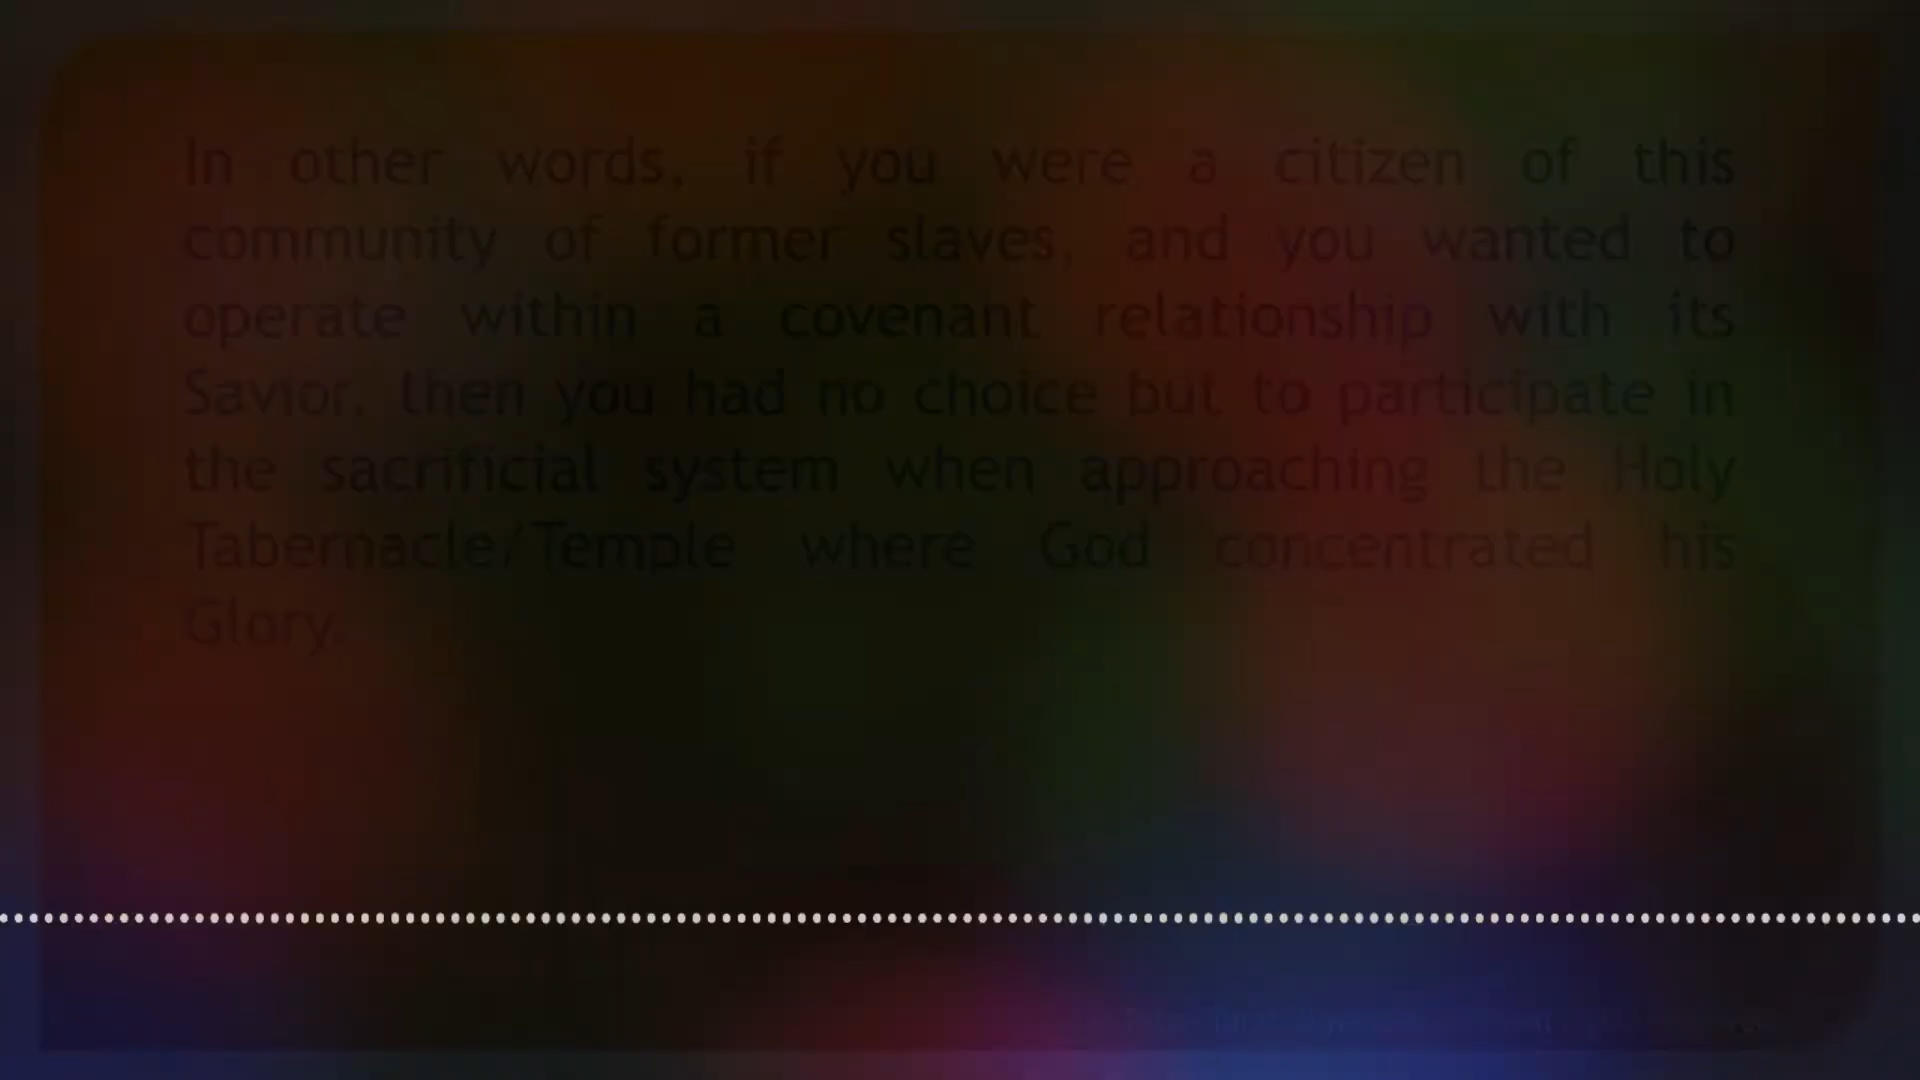 In other words, if you were a citizen of this
community of former slaves, and you wanted to
operate within a covenant relationship with its
Savior, then you had no choice but to participate in
the sacrificial system when approaching the Holy
Tabernacle/Temple where God concentrated his
Glory.